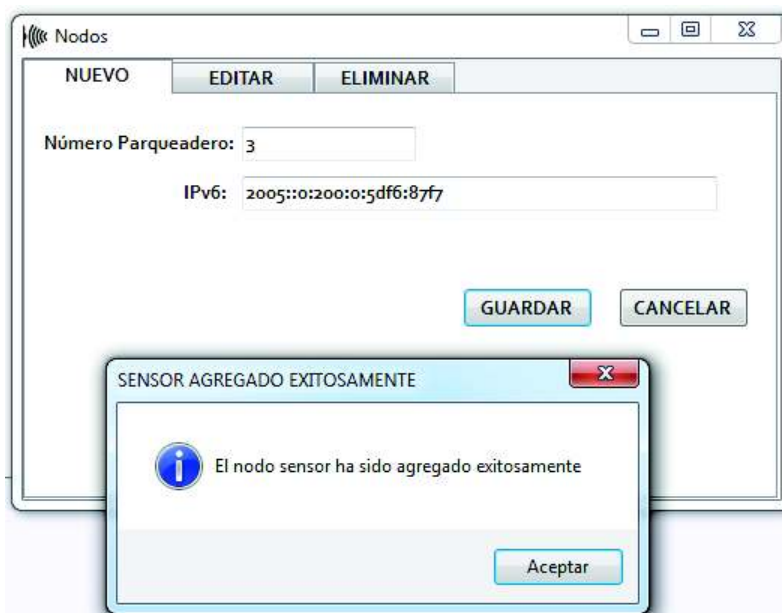 Nodos
NUEVO EDITAR ELIMINAR
Número Parqueadero: 3
IPv6: 2005::0:200:0:5df6:87f7
GUARDAR CANCELAR
SENSOR AGREGADO EXITOSAMENTE
El nodo sensor ha sido agregado exitosamente
Aceptar